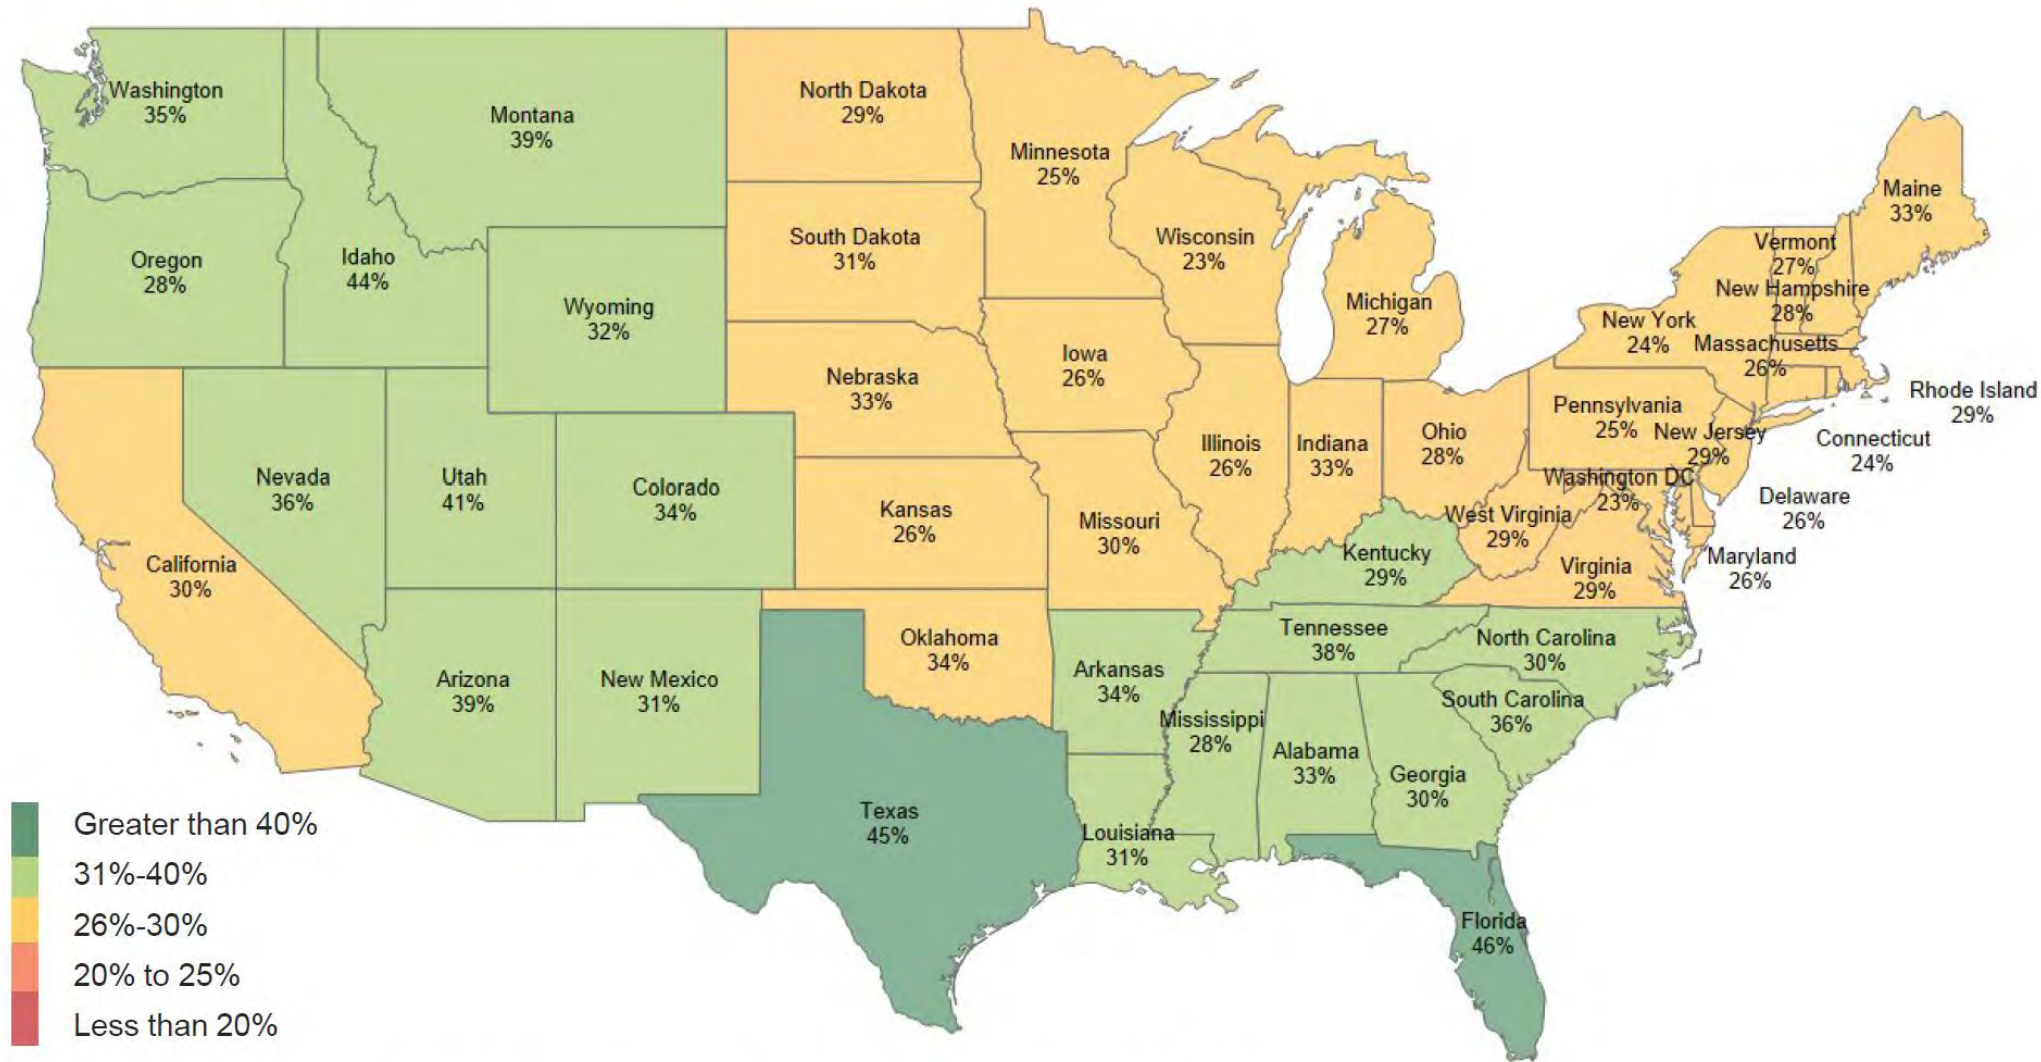 Washington
35%
Montana
39%
North Dakota
29%
Minnesota
25%
Maine
33%
Oregon
28%
Idaho
44%
Wyoming
32%
South Dakota
31%
Wisconsin
23%
Michigan
27%
Vermont
27%
New Hampshire
28%
New York
24%
Massachusetts
26%
Rhode Island
29%
Nebraska
33%
Iowa
26%
Pennsylvania
25%
New Jersey
29%
Connecticut
24%
Nevada
36%
Utah
41%
Colorado
34%
Kansas
26%
Missouri
30%
Illinois
26%
Indiana
33%
Ohio
28%
Washington DC
23%
Delaware
26%
West Virginia
29%
Maryland
26%
California
30%
Kentucky
29%
Virginia
29%
Arizona
39%
New Mexico
31%
Oklahoma
34%
Arkansas
34%
Tennessee
38%
North Carolina
30%
South Carolina
36%
Mississippi
28%
Alabama
33%
Georgia
30%
Texas
45%
Louisiana
31%
Florida
46%
Greater than 40%
31%-40%
26%-30%
20% to 25%
Less than 20%